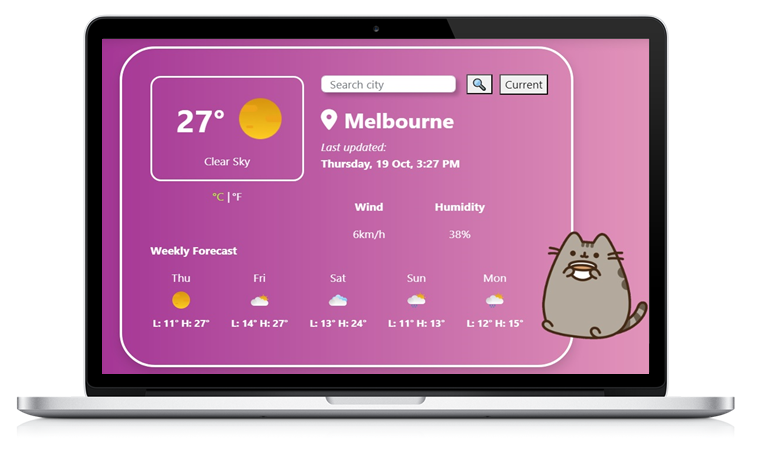 Search city
Current
27°
Melbourne
Clear Sky
Last updated:
Thursday, 19 Oct, 3:27 PM
°C | °F
Wind Humidity
6km/h 38%
Weekly Forecast
Thu Fri Sat Sun Mon
L: 11° H: 27° L: 14° H: 27° L: 13° H: 24° L: 11° H: 13° L: 12° H: 15°